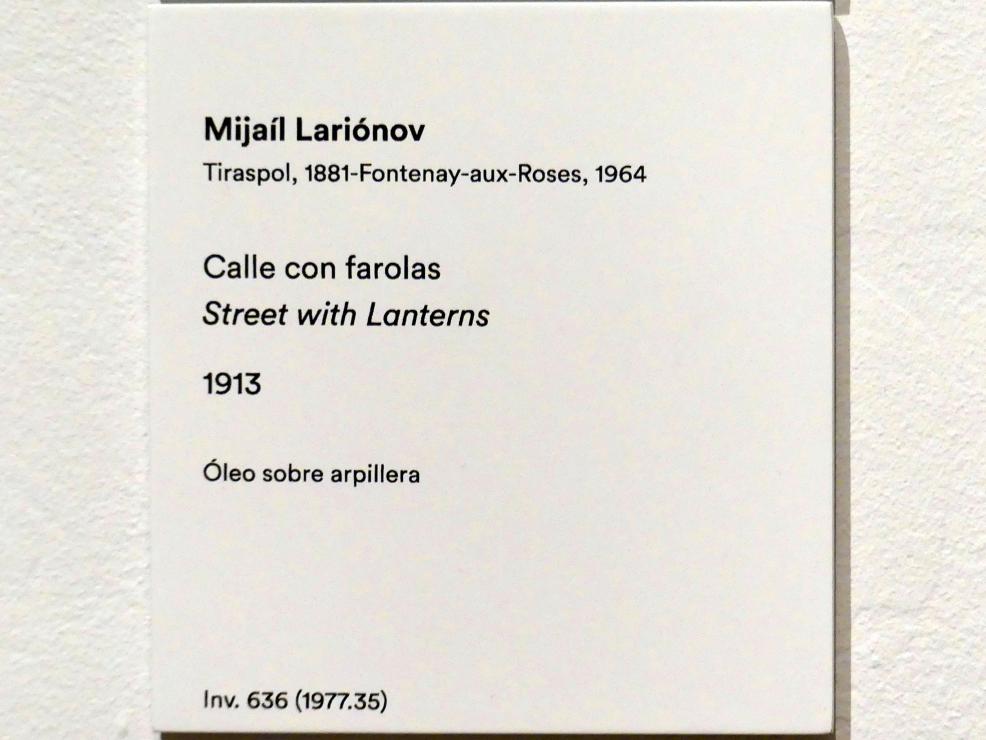 Mijaíl Lariónov
Tiraspol, 1881-Fontenay-aux-Roses, 1964
Calle con farolas
Street with Lanterns
1913
Óleo sobre arpillera
Inv. 636 (1977.35)